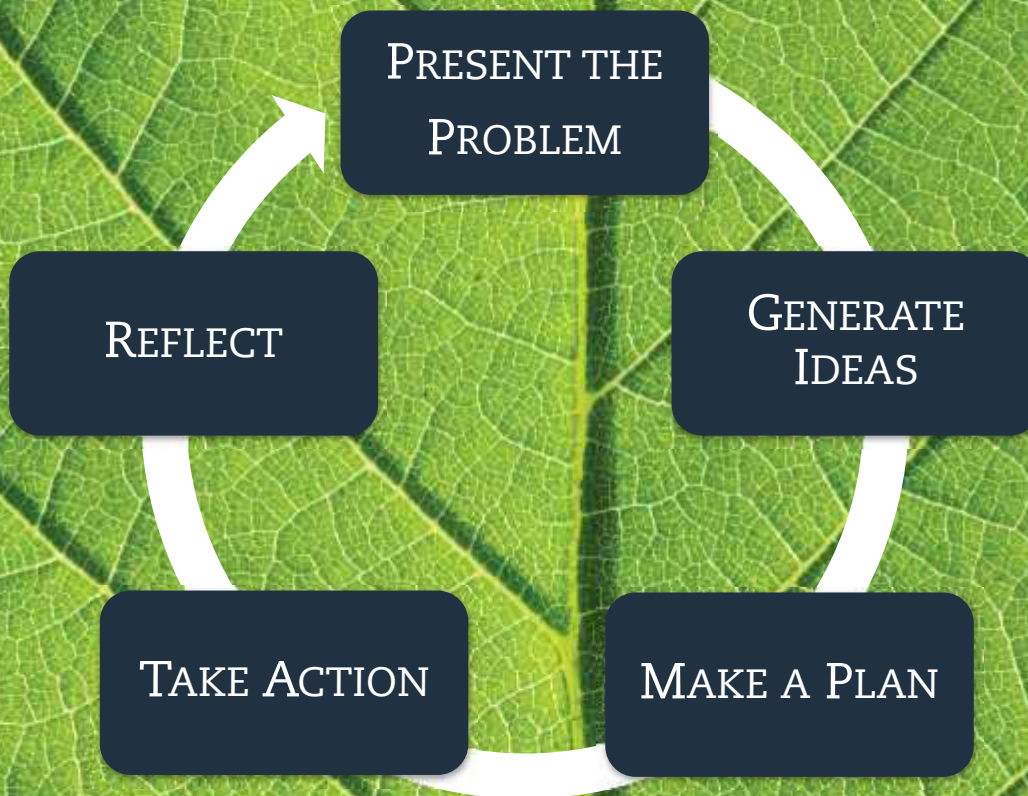 PRESENT THE
PROBLEM
GENERATE
IDEAS
MAKE A PLAN
TAKE ACTION
REFLECT